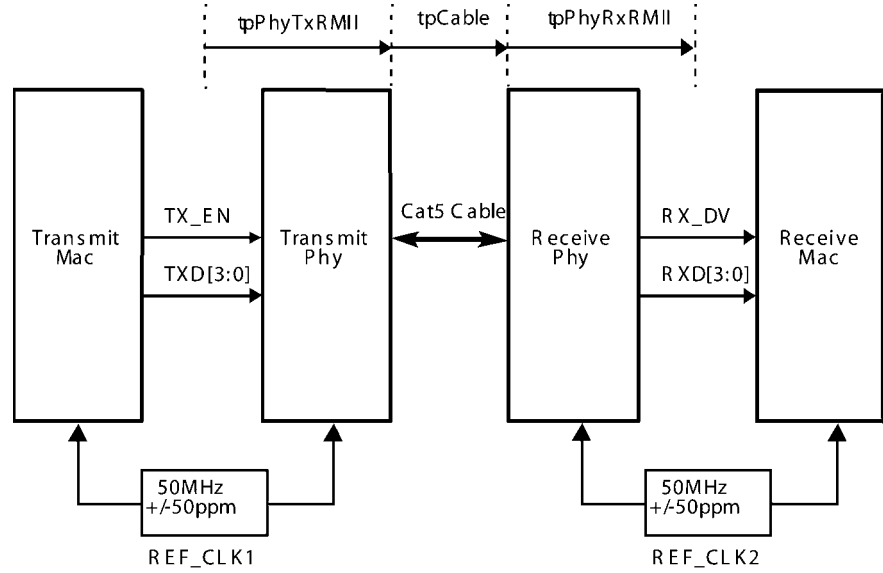 tpPhyTxRMII
tpCable
tpPhyRxRMII
Transmit
Mac
TX_EN
TXD[3:0]
Transmit
Phy
Cat5 Cable
Receive
Phy
RX_DV
RXD[3:0]
Receive
Mac
50MHz
+/-50ppm
REF_CLK1
50MHz
+/-50ppm
REF_CLK2